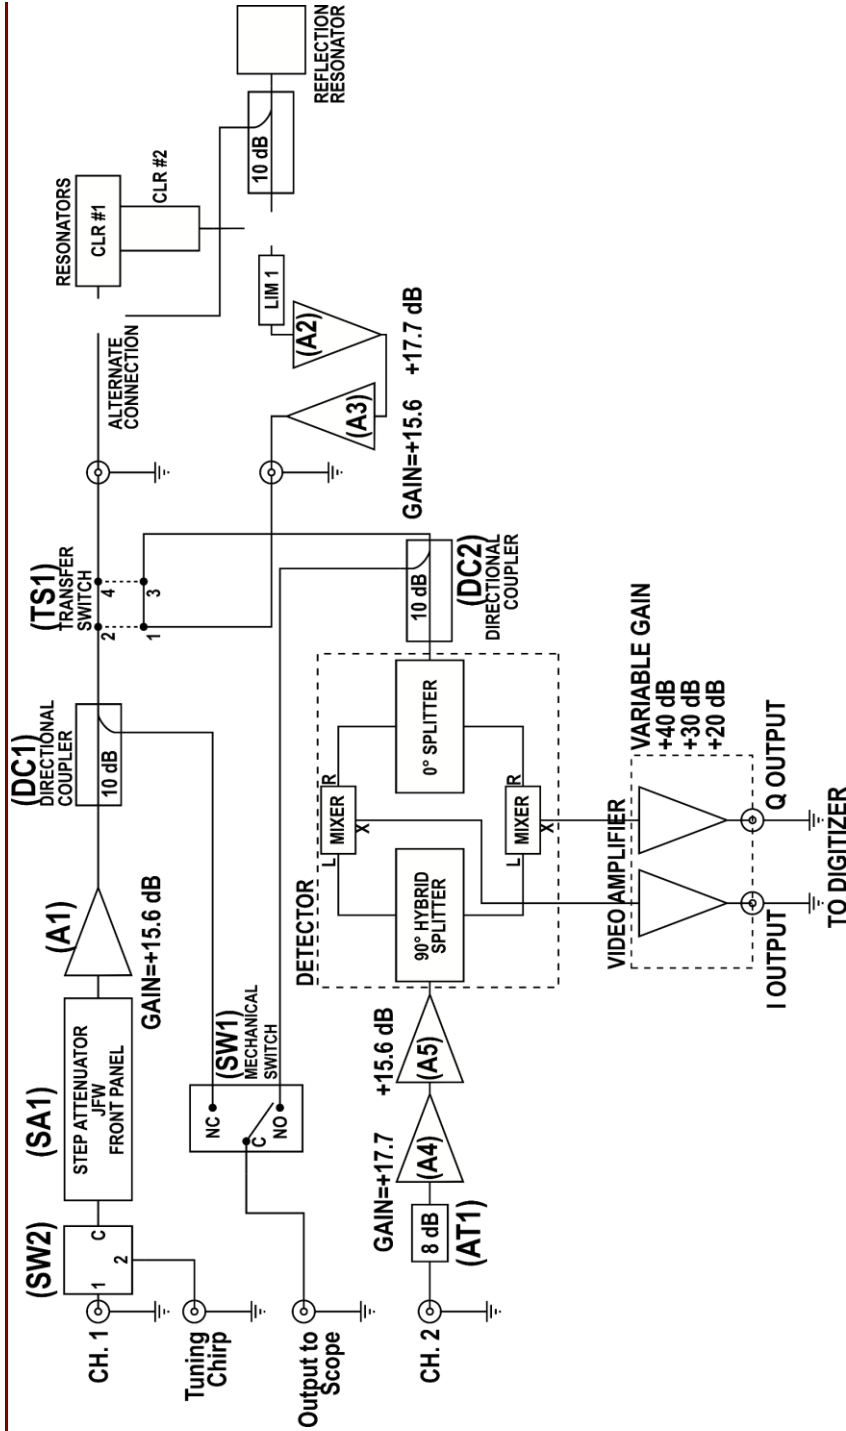 (SW2)
1
C
2
CH. 1
Tuning
Chirp
Output to
Scope
CH. 2
(SA1)
STEP ATTENUATOR
JFW
FRONT PANEL
(A1)
GAIN=+15.6 dB
(DC1)
DIRECTIONAL
COUPLER
10 dB
(TS1)
TRANSFER
SWITCH
2
4
1
3
ALTERNATE
CONNECTION
RESONATORS
CLR #1
CLR #2
REFLECTION
RESONATOR
10 dB
LIM 1
(A2)
(A3)
GAIN=+15.6
+17.7 dB
(SW1)
MECHANICAL
SWITCH
NC
C
NO
8 dB
(AT1)
GAIN=+17.7
(A4)
+15.6 dB
(A5)
DETECTOR
90° HYBRID
SPLITTER
L
MIXER
R
X
0° SPLITTER
L
MIXER
R
X
10 dB
(DC2)
DIRECTIONAL
COUPLER
VIDEO AMPLIFIER
VARIABLE GAIN
+40 dB
+30 dB
+20 dB
I OUTPUT
Q OUTPUT
TO DIGITIZER